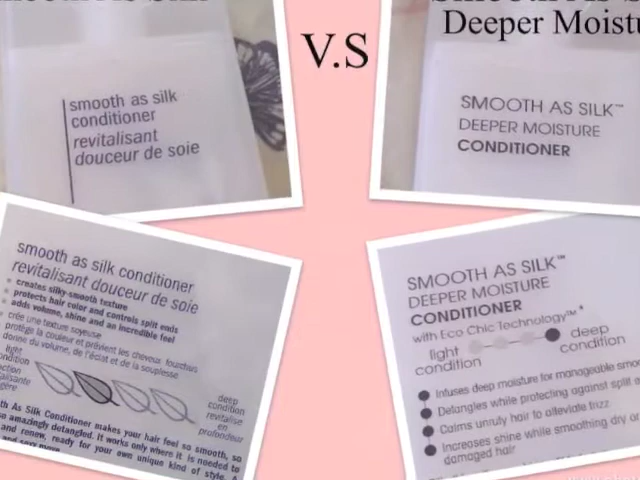 V.S
Deeper
smooth as silk
conditioner
revitalisant
douceur de soie
SMOOTH AS SILK™
DEEPER MOISTURE
CONDITIONER
smooth as silk conditioner
revitalisant douceur de soie
• creates silky-smooth texture
• protects hair color and controls split ends
• adds volume, shine and an incredible feel
crée une texture soyeuse
protège la couleur et prévient les cheveux fourchus
donne du volume, de l'éclat et de la souplesse
light
deep
condition
revitalise
en
profondeur
As Silk Conditioner makes your hair feel so smooth, so
so amazingly detangled. It works only where it is needed to
and renew, ready for your own unique kind of style. A
SMOOTH AS SILK™
DEEPER MOISTURE
CONDITIONER
with Eco Chic Technology™*
light
condition
deep
condition
Infuses deep moisture for manageable
Detangles while protecting against split
Calms unruly hair to alleviate frizz
Increases shine while smoothing dry or
damaged hair